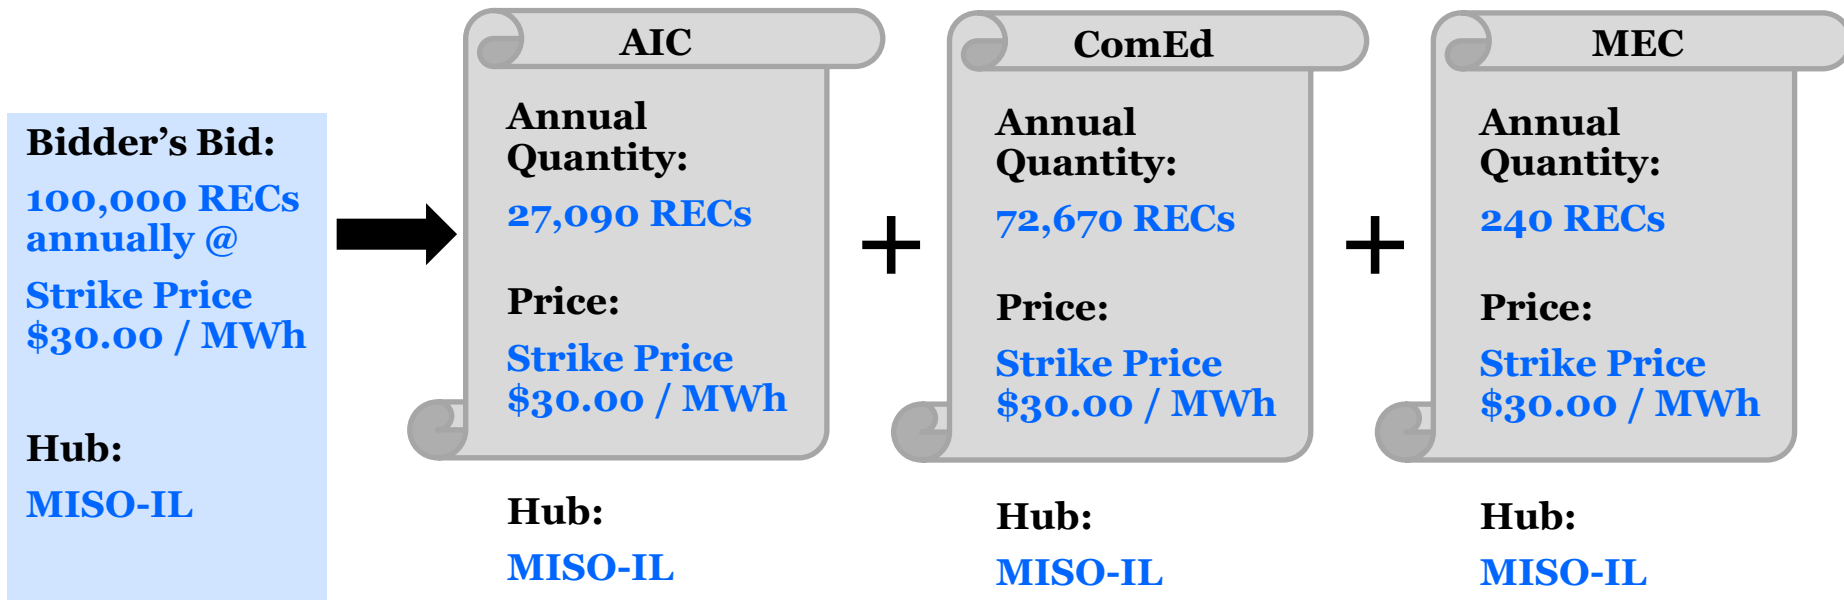 Bidder’s Bid:
100,000 RECs
annually @
Strike Price
$30.00 / MWh
Hub:
MISO-IL
AIC
Annual
Quantity:
27,090 RECs
Price:
Strike Price
$30.00 / MWh
Hub:
MISO-IL
+
ComEd
Annual
Quantity:
72,670 RECs
Price:
Strike Price
$30.00 / MWh
Hub:
MISO-IL
+
MEC
Annual
Quantity:
240 RECs
Price:
Strike Price
$30.00 / MWh
Hub:
MISO-IL